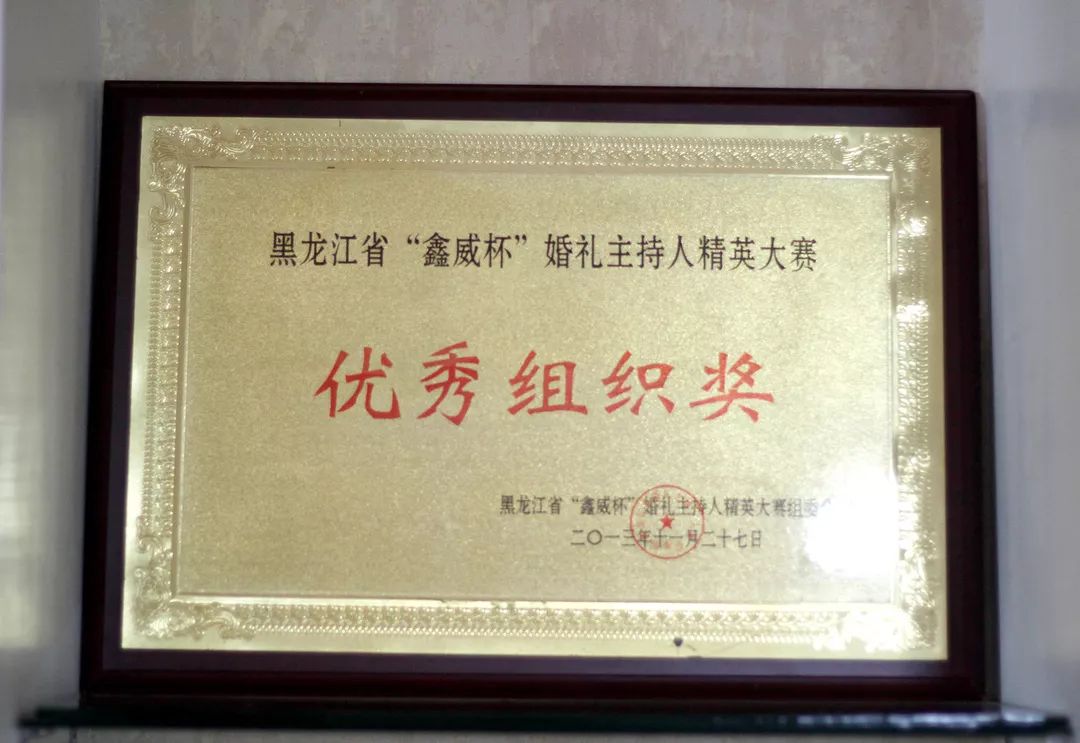 黑龙江省“鑫威杯”婚礼主持人精英大赛
优秀组织奖
黑龙江省“鑫威杯”婚礼主持人精英大赛组委
二〇一三年十一月二十七日